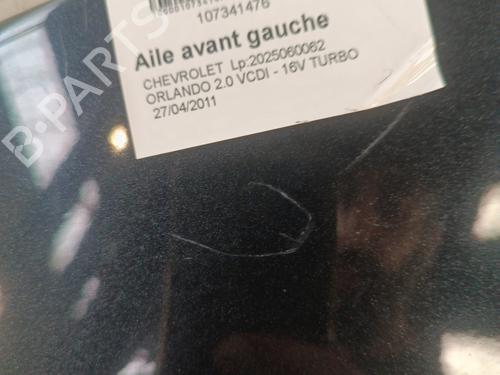 107341476
Aile avant gauche
CHEVROLET Lp:2025060062
ORLANDO 2.0 VCDI - 16V TURBO
27/04/2011
B-PARTS